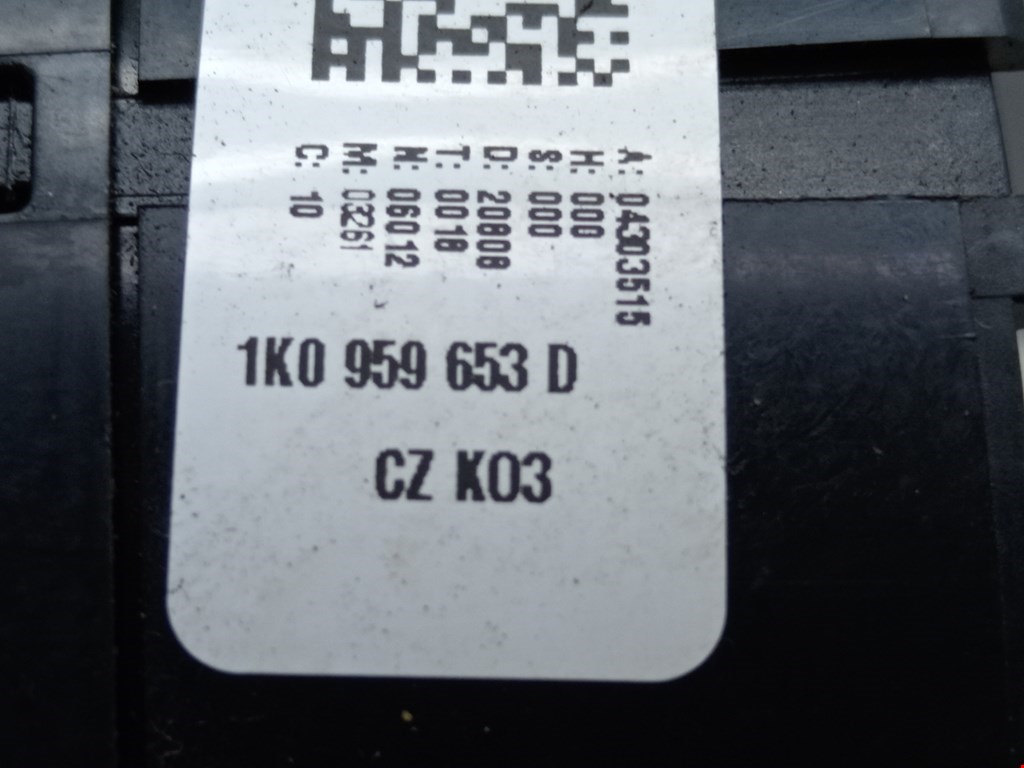 A: 04303515
H: 000
S: 000
D: 20808
T: 0018
N: 06012
M: 03261
C: 10
1K0 959 653 D
CZ K03